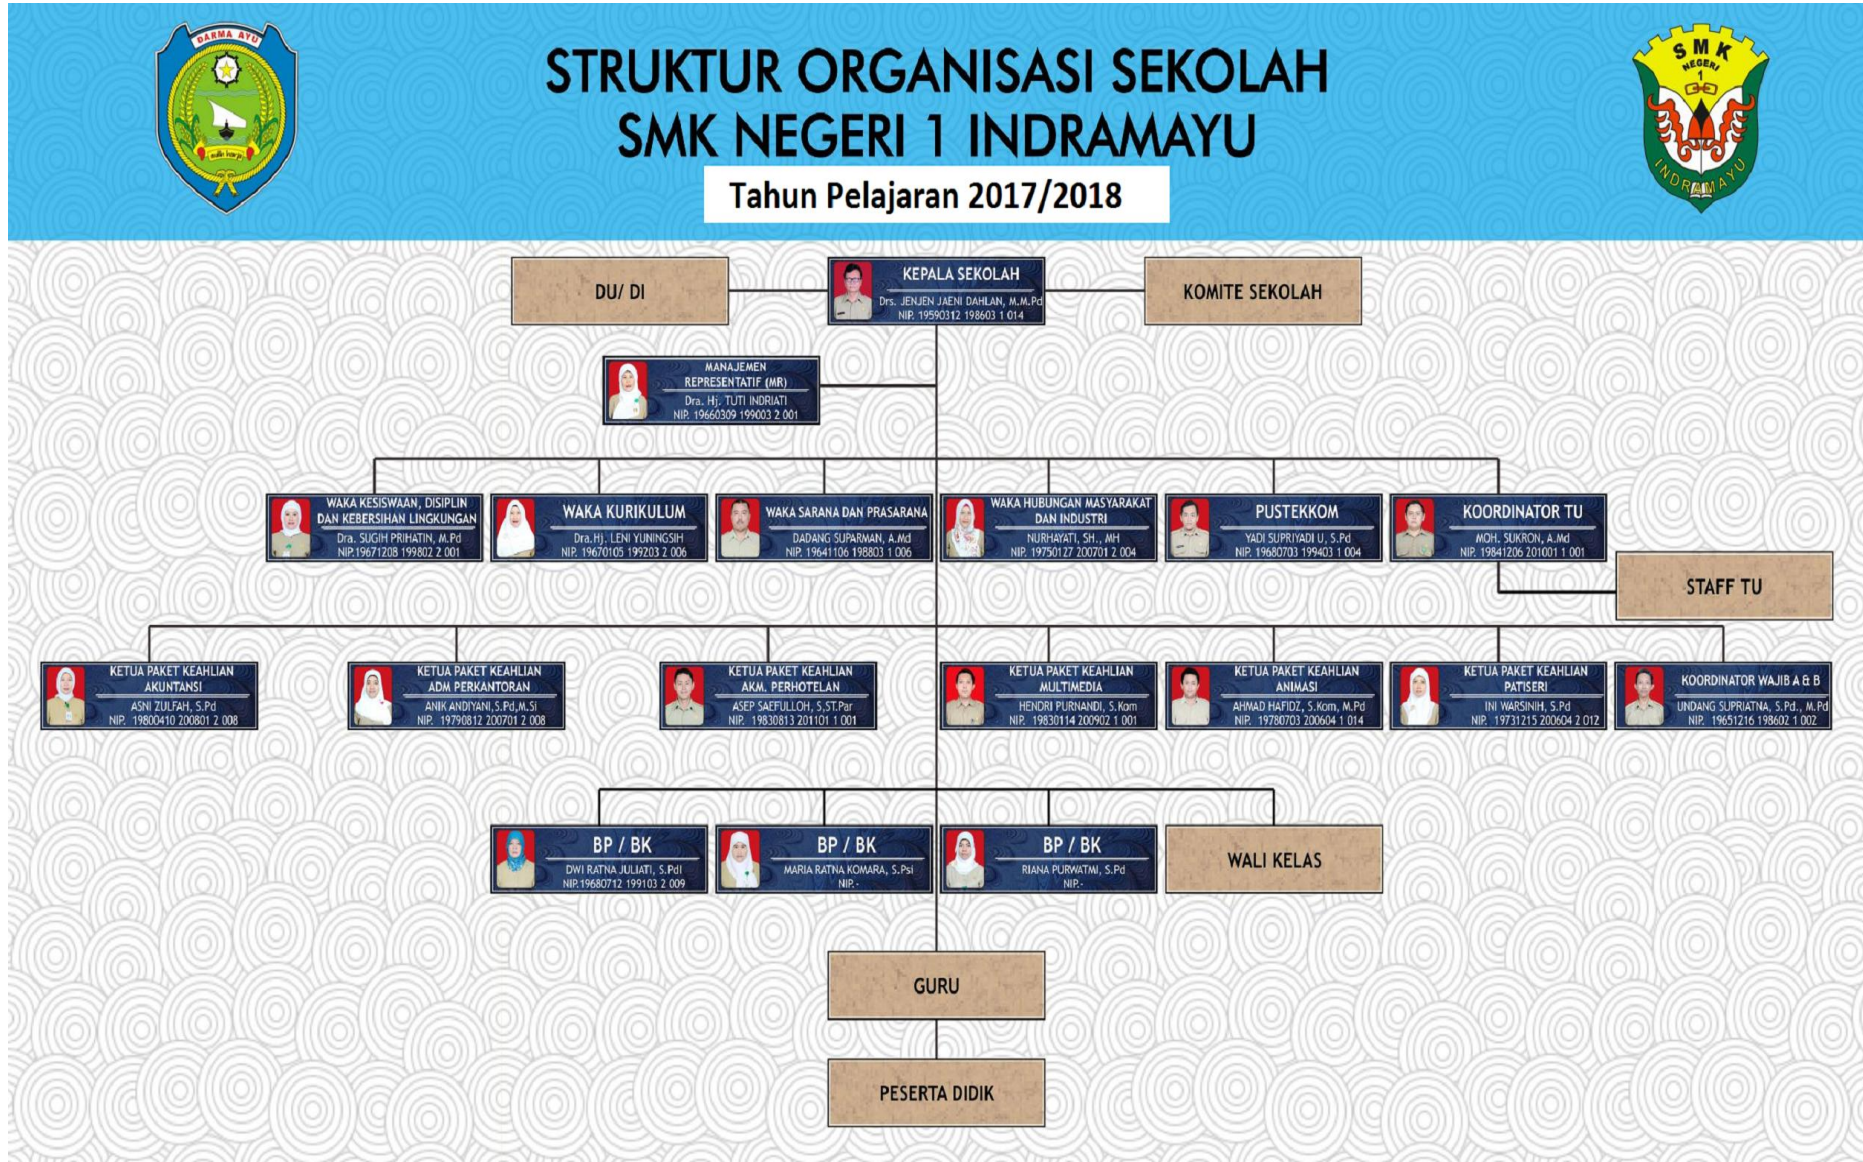 DARMA AYU
mulih harja
STRUKTUR ORGANISASI SEKOLAH
SMK NEGERI 1 INDRAMAYU
Tahun Pelajaran 2017/2018
SMK
NEGERI
1
INDRAMAYU
DU/ DI
KEPALA SEKOLAH
Drs. JENJEN JAENI DAHLAN, M.M.Pd
NIP. 19590312 198603 1 014
KOMITE SEKOLAH
MANAJEMEN
REPRESENTATIF (MR)
Dra. Hj. TUTI INDRIATI
NIP. 19660309 199003 2 001
WAKA KESISWAAN, DISIPLIN
DAN KEBERSIHAN LINGKUNGAN
Dra. SUGIH PRIHATIN, M.Pd
NIP.19671208 199802 2 001
WAKA KURIKULUM
Dra.Hj. LENI YUNINGSIH
NIP. 19670105 199203 2 006
WAKA SARANA DAN PRASARANA
DADANG SUPARMAN, A.Md
NIP. 19641106 198803 1 006
WAKA HUBUNGAN MASYARAKAT
DAN INDUSTRI
NURHAYATI, SH., MH
NIP. 19750127 200701 2 004
PUSTEKKOM
YADI SUPRIYADI U, S.Pd
NIP. 19680703 199403 1 004
KOORDINATOR TU
MOH. SUKRON, A.Md
NIP. 19841206 201001 1 001
STAFF TU
KETUA PAKET KEAHLIAN
AKUNTANSI
ASNI ZULFAH, S.Pd
NIP. 19800410 200801 2 008
KETUA PAKET KEAHLIAN
ADM PERKANTORAN
ANIK ANDIYANI,S.Pd,M.Si
NIP. 19790812 200701 2 008
KETUA PAKET KEAHLIAN
AKM. PERHOTELAN
ASEP SAEFULLOH, S,ST.Par
NIP. 19830813 201101 1 001
KETUA PAKET KEAHLIAN
MULTIMEDIA
HENDRI PURNANDI, S.Kom
NIP. 19830114 200902 1 001
KETUA PAKET KEAHLIAN
ANIMASI
AHMAD HAFIDZ, S.Kom, M.Pd
NIP. 19780703 200604 1 014
KETUA PAKET KEAHLIAN
PATISERI
INI WARSINIH, S.Pd
NIP. 19731215 200604 2 012
KOORDINATOR WAJIB A & B
UNDANG SUPRIATNA, S.Pd., M.Pd
NIP. 19651216 198602 1 002
BP / BK
DWI RATNA JULIATI, S.PdI
NIP.19680712 199103 2 009
BP / BK
MARIA RATNA KOMARA, S.Psi
NIP.-
BP / BK
RIANA PURWATMI, S.Pd
NIP.-
WALI KELAS
GURU
PESERTA DIDIK